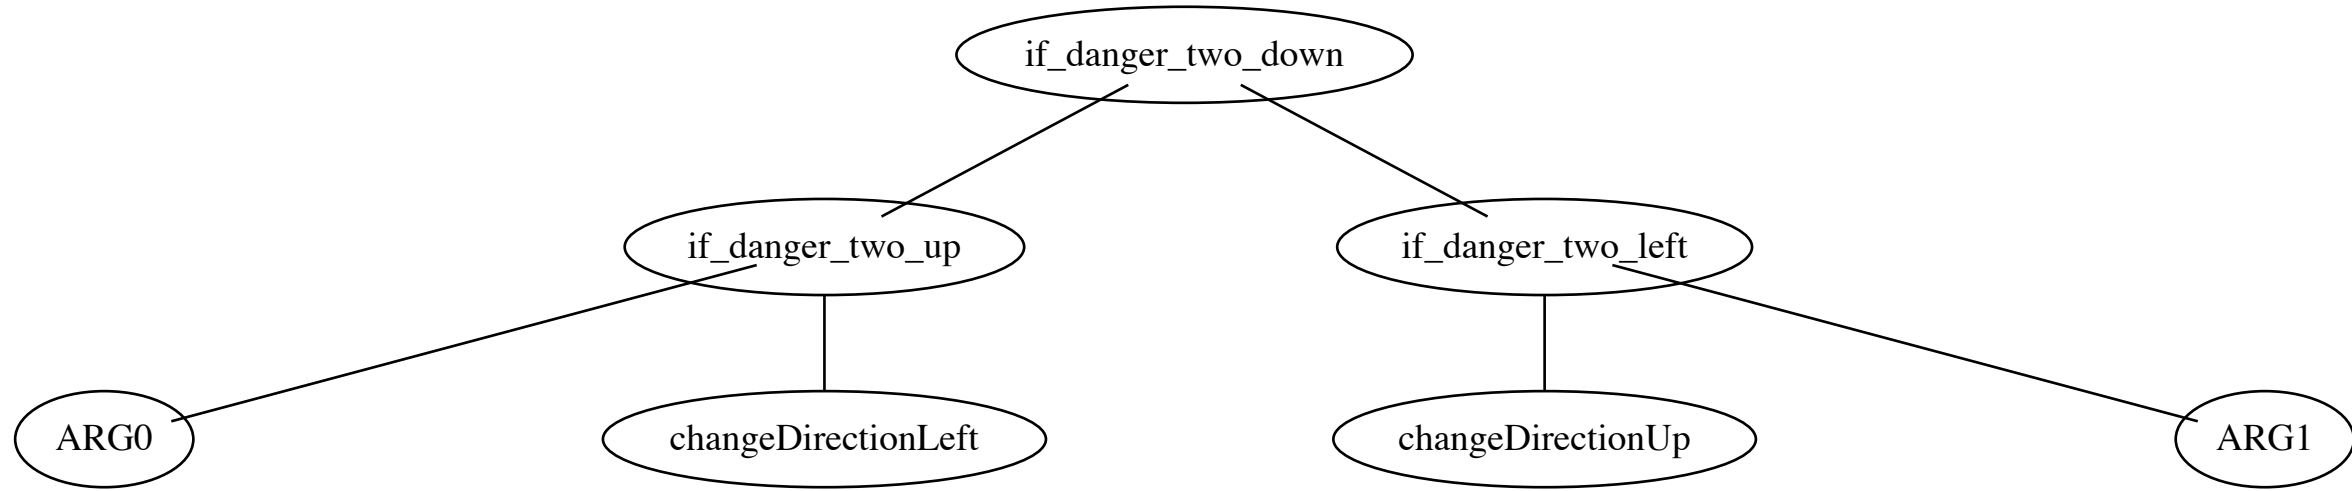 if_danger_two_down
if_danger_two_up
if_danger_two_left
ARG0
changeDirectionLeft
changeDirectionUp
ARG1